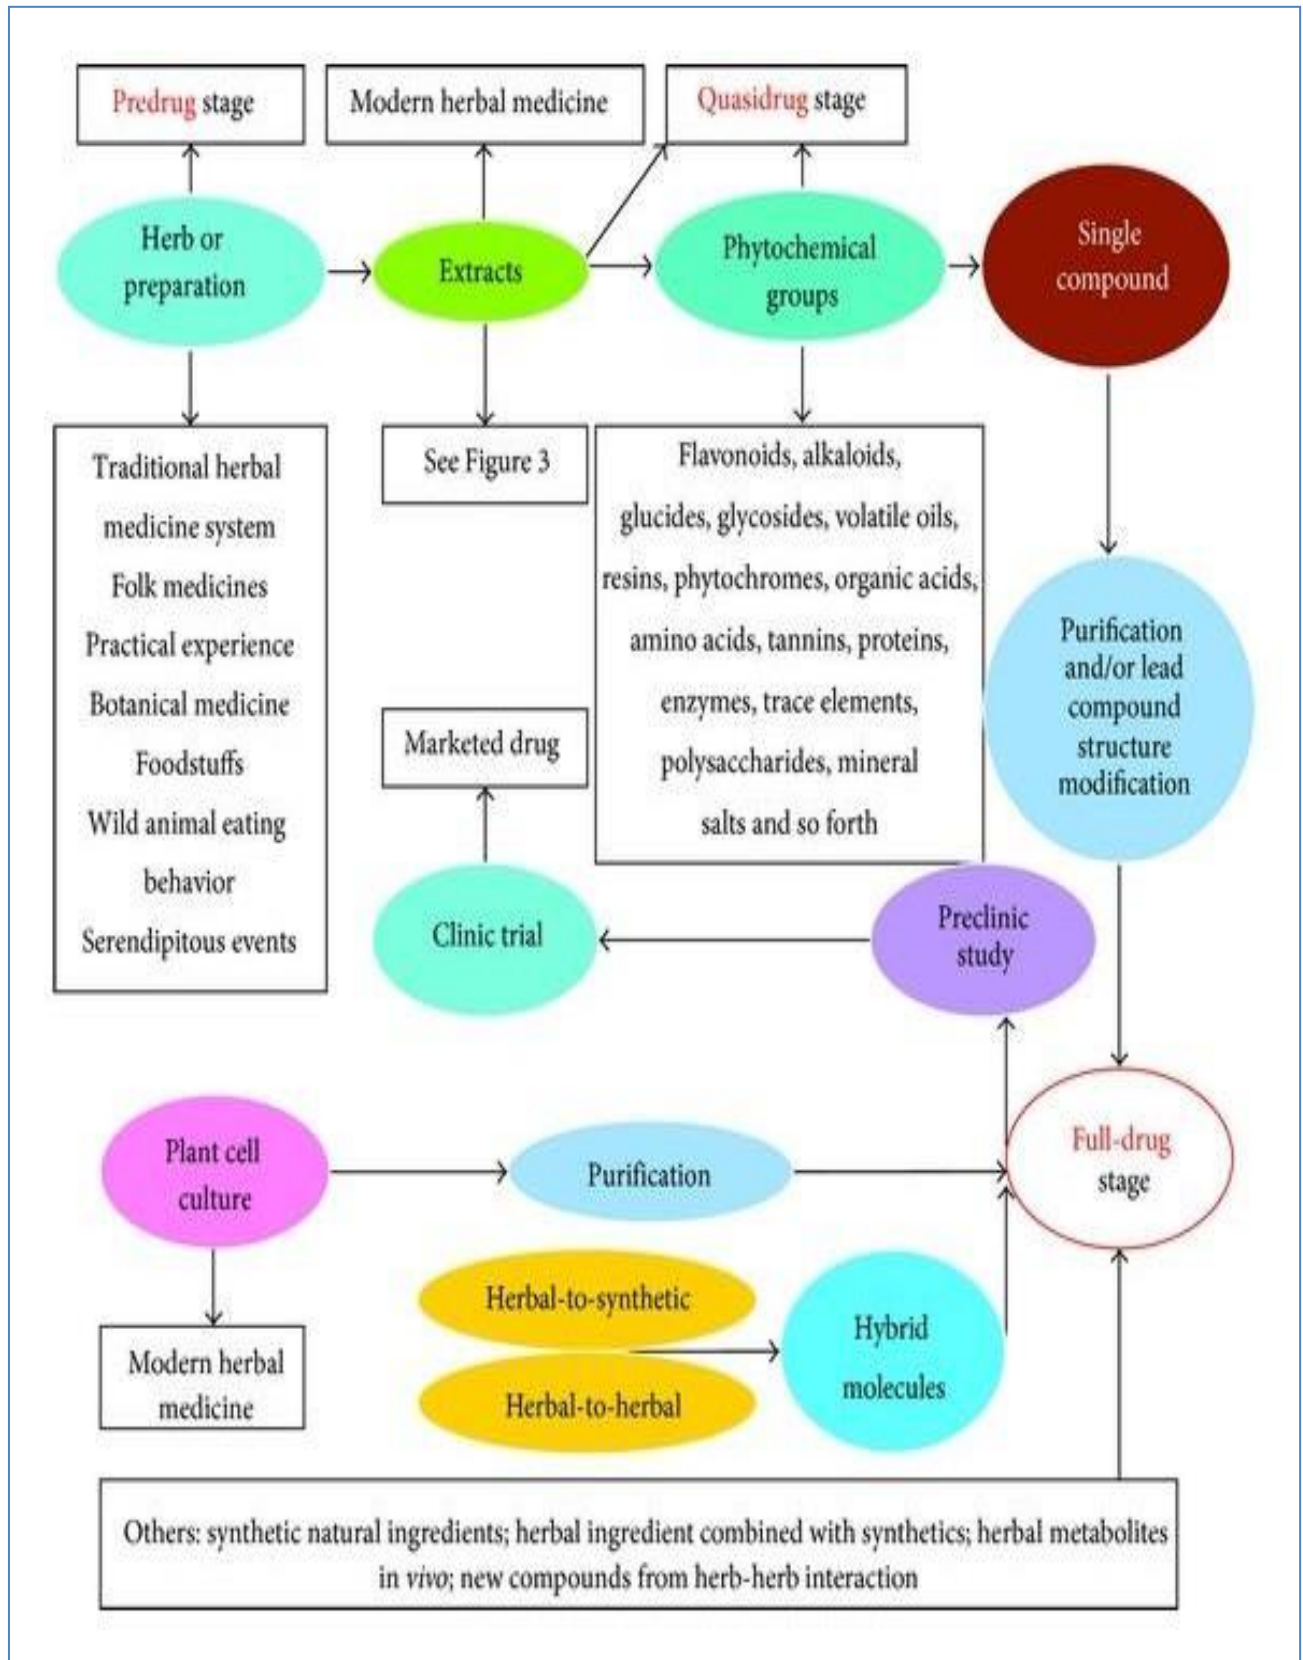 Predrug stage
Modern herbal medicine
Quasidrug stage
Herb or
preparation
Extracts
Phytochemical
groups
Single
compound
Traditional herbal
medicine system
Folk medicines
Practical experience
Botanical medicine
Foodstuffs
Wild animal eating
behavior
Serendipitous events
See Figure 3
Flavonoids, alkaloids,
glucides, glycosides, volatile oils,
resins, phytochromes, organic acids,
amino acids, tannins, proteins,
enzymes, trace elements,
polysaccharides, mineral
salts and so forth
Purification
and/or lead
compound
structure
modification
Marketed drug
Clinic trial
Preclinic
study
Plant cell
culture
Purification
Full-drug
stage
Herbal-to-synthetic
Herbal-to-herbal
Hybrid
molecules
Modern herbal
medicine
Others: synthetic natural ingredients; herbal ingredient combined with synthetics; herbal metabolites
in vivo; new compounds from herb-herb interaction